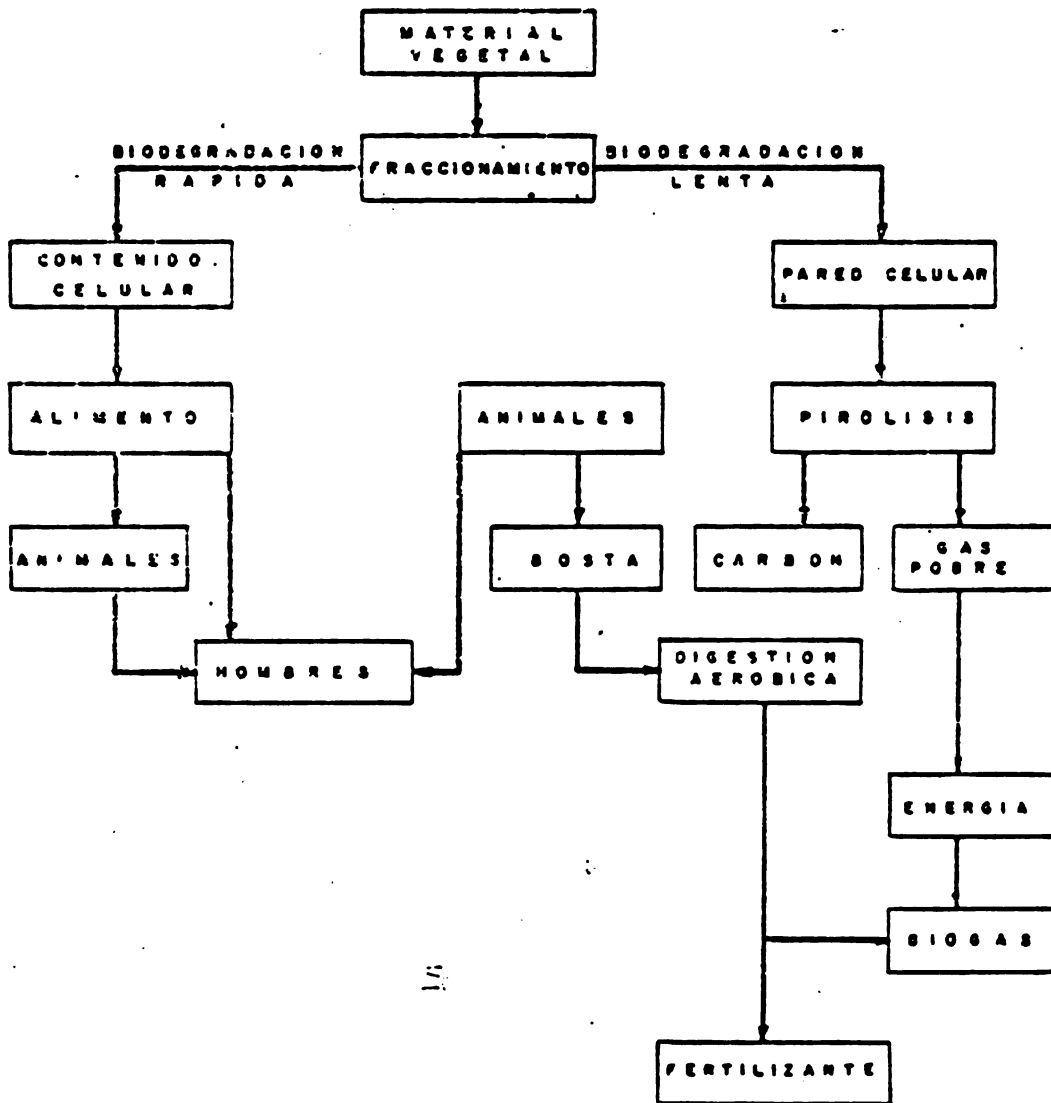 MATERIAL
VEGETAL
BIODEGRADACION
RAPIDA
FRACCIONAMIENTO
BIODEGRADACION
LENTA
CONTENIDO
CELULAR
PARED CELULAR
ALIMENTO
ANIMALES
PIROLISIS
ANIMALES
BOSTA
CARBON
GAS
POBRE
HOMBRES
DIGESTION
AEROBICA
ENERGIA
BIOGAS
FERTILIZANTE